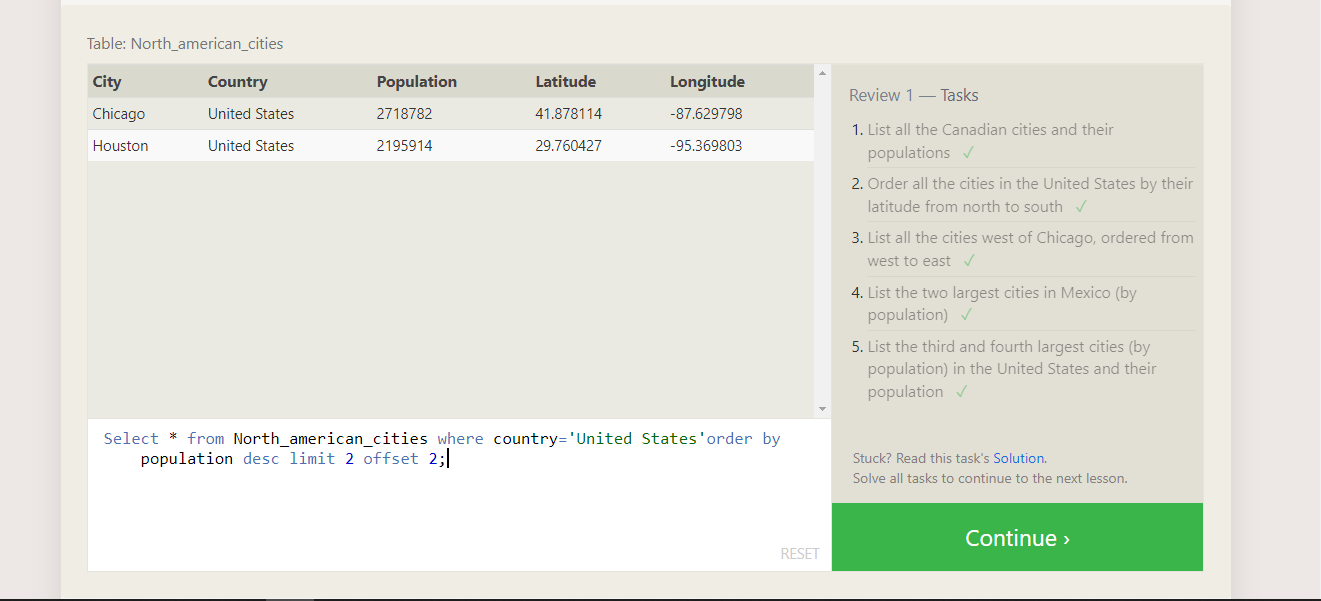 Table: North_american_cities
City Country Population Latitude Longitude
Chicago United States 2718782 41.878114 -87.629798
Houston United States 2195914 29.760427 -95.369803
Select * from North_american_cities where country='United States'order by
population desc limit 2 offset 2;
RESET
Review 1 — Tasks
1. List all the Canadian cities and their
populations ✓
2. Order all the cities in the United States by their
latitude from north to south ✓
3. List all the cities west of Chicago, ordered from
west to east ✓
4. List the two largest cities in Mexico (by
population) ✓
5. List the third and fourth largest cities (by
population) in the United States and their
population ✓
Stuck? Read this task's Solution.
Solve all tasks to continue to the next lesson.
Continue ›